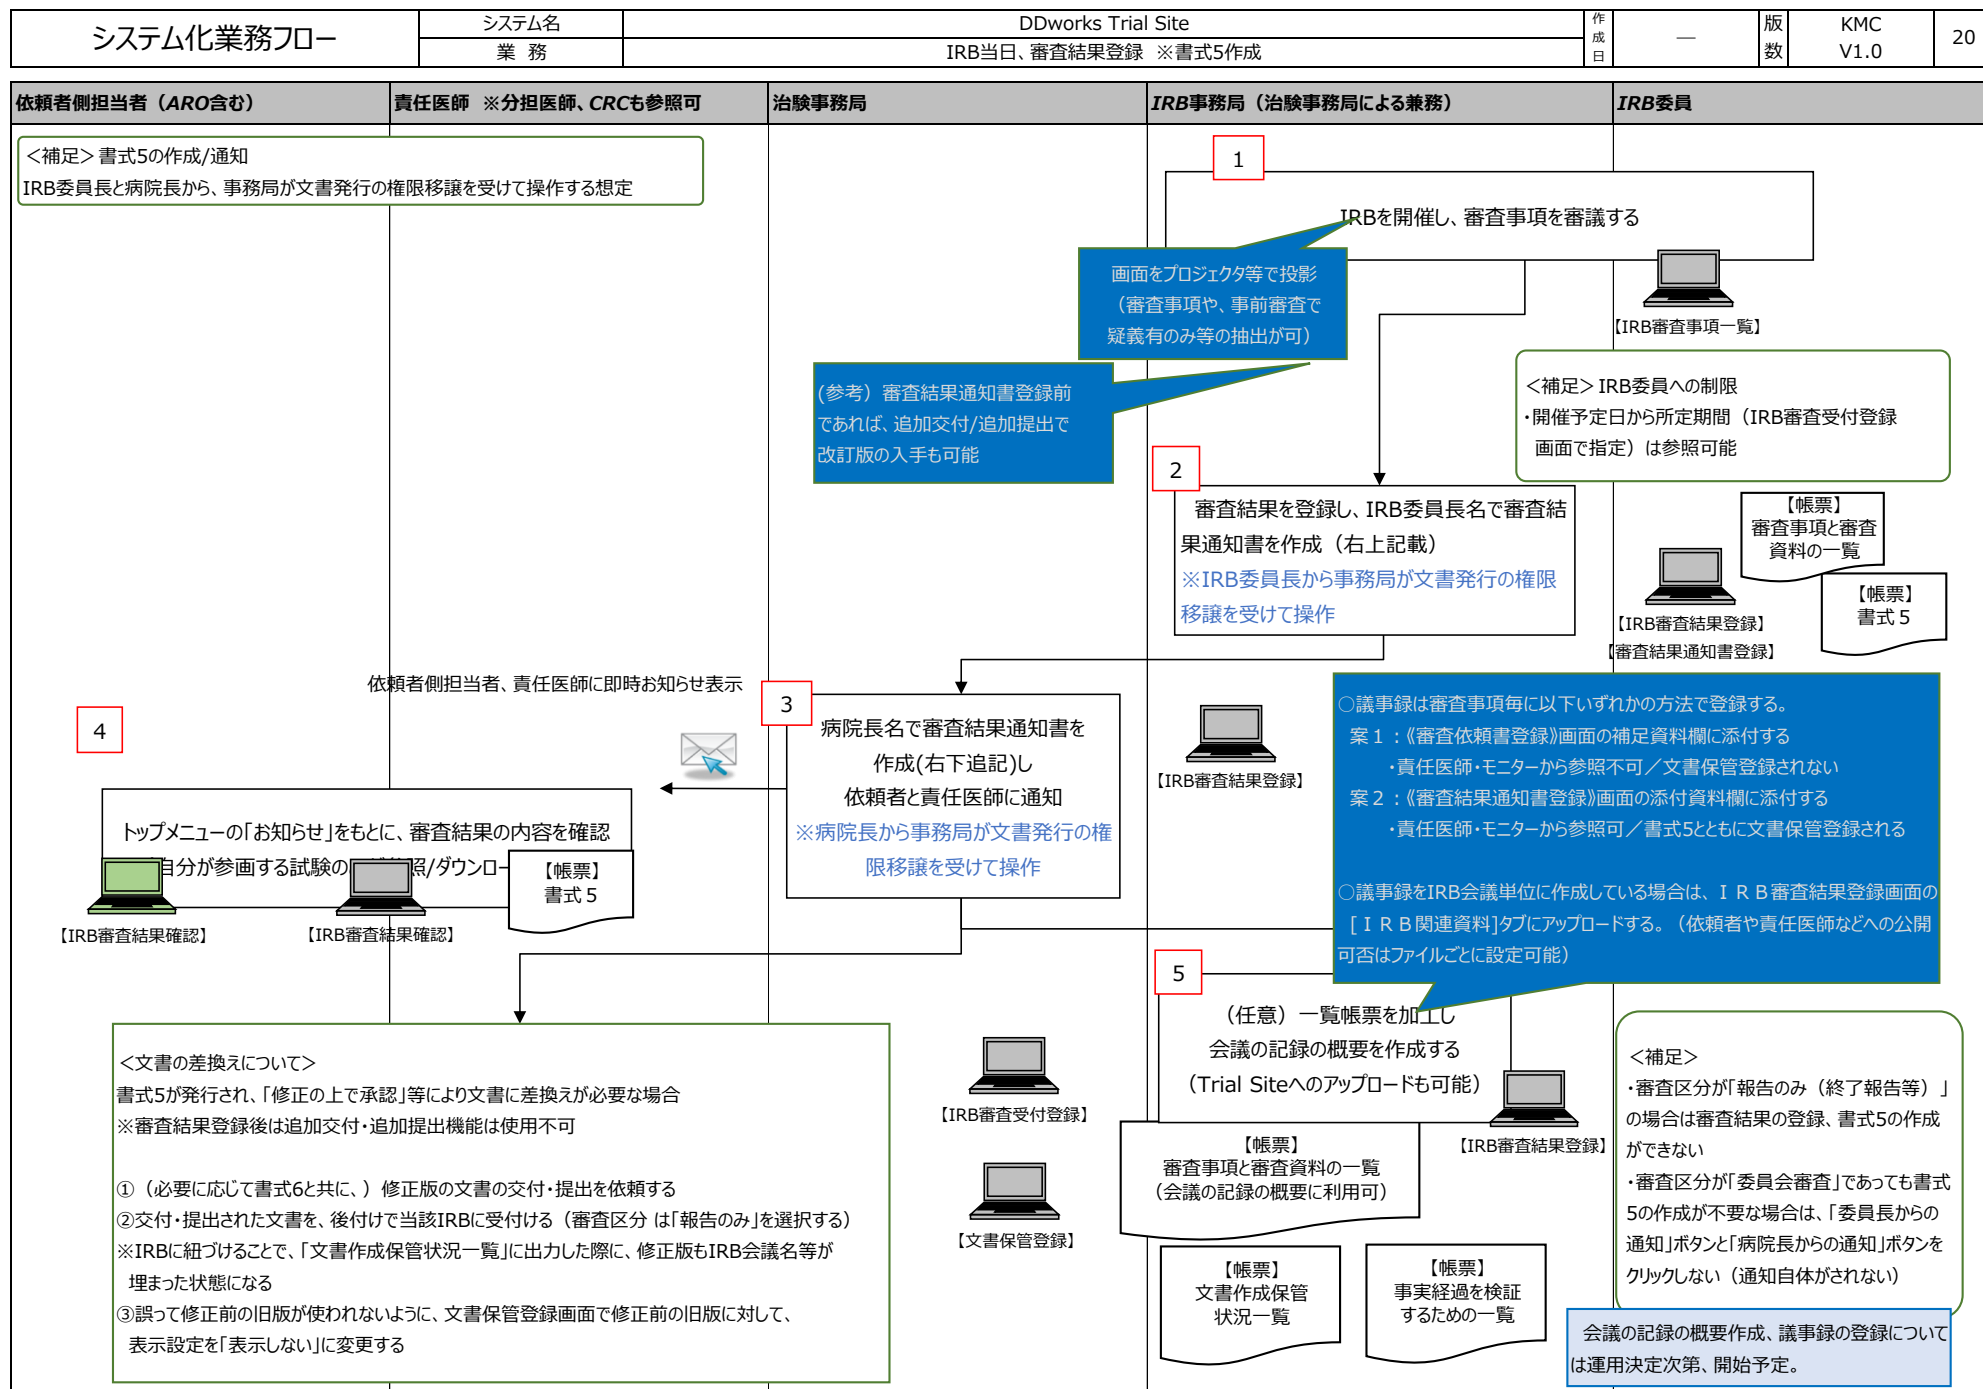 システム化業務フロー
システム名
DDworks Trial Site
業 務
IRB当日、審査結果登録 ※書式5作成
作成日
―
版数
KMC
V1.0
20
依頼者側担当者（ARO含む）
責任医師 ※分担医師、CRCも参照可
治験事務局
IRB事務局（治験事務局による兼務）
IRB委員
＜補足＞書式5の作成/通知
IRB委員長と病院長から、事務局が文書発行の権限移譲を受けて操作する想定
1
IRBを開催し、審査事項を審議する
画面をプロジェクタ等で投影
（審査事項や、事前審査で
疑義有のみ等の抽出が可）
【IRB審査事項一覧】
(参考）審査結果通知書登録前
であれば、追加交付/追加提出で
改訂版の入手も可能
＜補足＞IRB委員への制限
・開催予定日から所定期間（IRB審査受付登録
画面で指定）は参照可能
2
審査結果を登録し、IRB委員長名で審査結
果通知書を作成（右上記載）
※IRB委員長から事務局が文書発行の権限
移譲を受けて操作
【帳票】
審査事項と審査
資料の一覧
【帳票】
書式５
【IRB審査結果登録】
【審査結果通知書登録】
依頼者側担当者、責任医師に即時お知らせ表示
3
病院長名で審査結果通知書を
作成(右下追記)し
依頼者と責任医師に通知
※病院長から事務局が文書発行の権
限移譲を受けて操作
【IRB審査結果登録】
○議事録は審査事項毎に以下いずれかの方法で登録する。
案１：《審査依頼書登録》画面の補足資料欄に添付する
・責任医師・モニターから参照不可／文書保管登録されない
案２：《審査結果通知書登録》画面の添付資料欄に添付する
・責任医師・モニターから参照可／書式5とともに文書保管登録される
○議事録をIRB会議単位に作成している場合は、ＩＲＢ審査結果登録画面の
［ＩＲＢ関連資料]タブにアップロードする。（依頼者や責任医師などへの公開
可否はファイルごとに設定可能）
4
トップメニューの「お知らせ」をもとに、審査結果の内容を確認
自分が参画する試験の
照/ダウンロー
【帳票】
書式５
【IRB審査結果確認】
【IRB審査結果確認】
5
（任意）一覧帳票を加工し
会議の記録の概要を作成する
（Trial Siteへのアップロードも可能）
【IRB審査結果登録】
【帳票】
審査事項と審査資料の一覧
（会議の記録の概要に利用可）
【帳票】
文書作成保管
状況一覧
【帳票】
事実経過を検証
するための一覧
＜文書の差換えについて＞
書式5が発行され、「修正の上で承認」等により文書に差換えが必要な場合
※審査結果登録後は追加交付・追加提出機能は使用不可
①（必要に応じて書式6と共に、）修正版の文書の交付・提出を依頼する
②交付・提出された文書を、後付けで当該IRBに受付ける（審査区分 は「報告のみ」を選択する）
※IRBに紐づけることで、「文書作成保管状況一覧」に出力した際に、修正版もIRB会議名等が
埋まった状態になる
③誤って修正前の旧版が使われないように、文書保管登録画面で修正前の旧版に対して、
表示設定を「表示しない」に変更する
【IRB審査受付登録】
【文書保管登録】
＜補足＞
・審査区分が「報告のみ（終了報告等）」
の場合は審査結果の登録、書式5の作成
ができない
・審査区分が「委員会審査」であっても書式
5の作成が不要な場合は、「委員長からの
通知」ボタンと「病院長からの通知」ボタンを
クリックしない（通知自体がされない）
会議の記録の概要作成、議事録の登録について
は運用決定次第、開始予定。